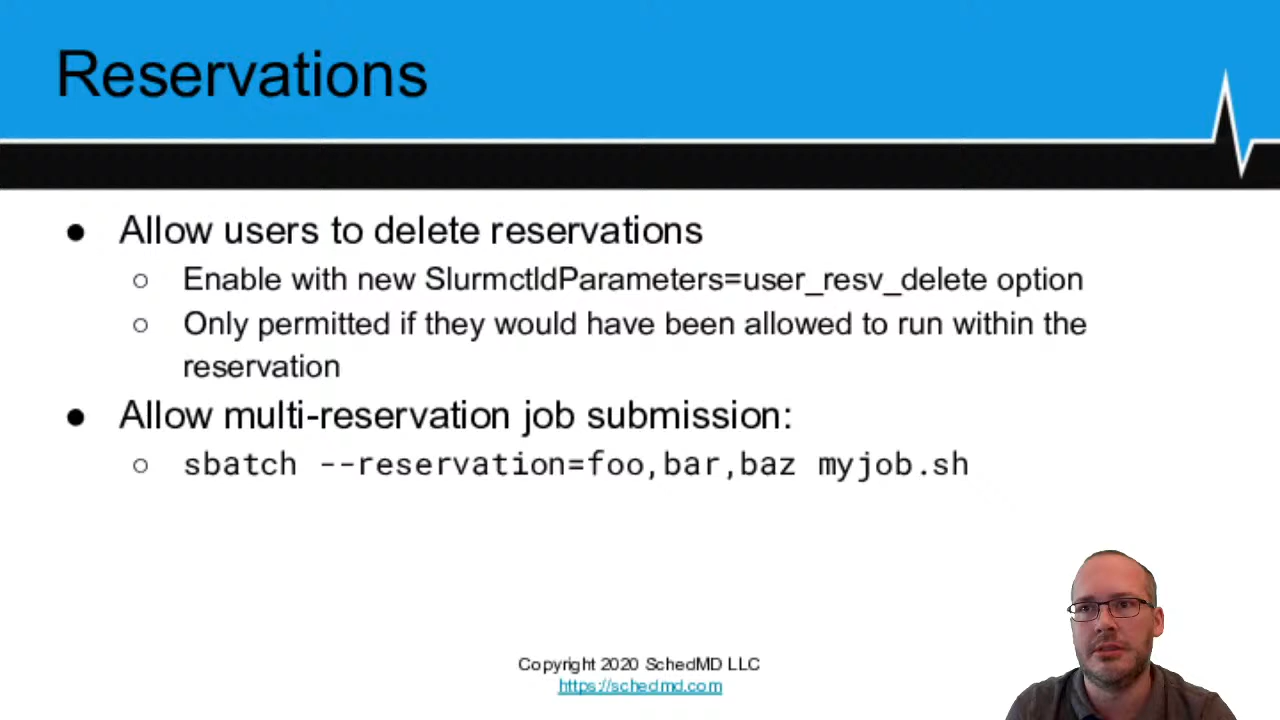 Reservations
● Allow users to delete reservations
○ Enable with new SlurmctldParameters=user_resv_delete option
○ Only permitted if they would have been allowed to run within the
reservation
● Allow multi-reservation job submission:
○ sbatch --reservation=foo,bar,baz myjob.sh
Copyright 2020 SchedMD LLC
https://schedmd.com